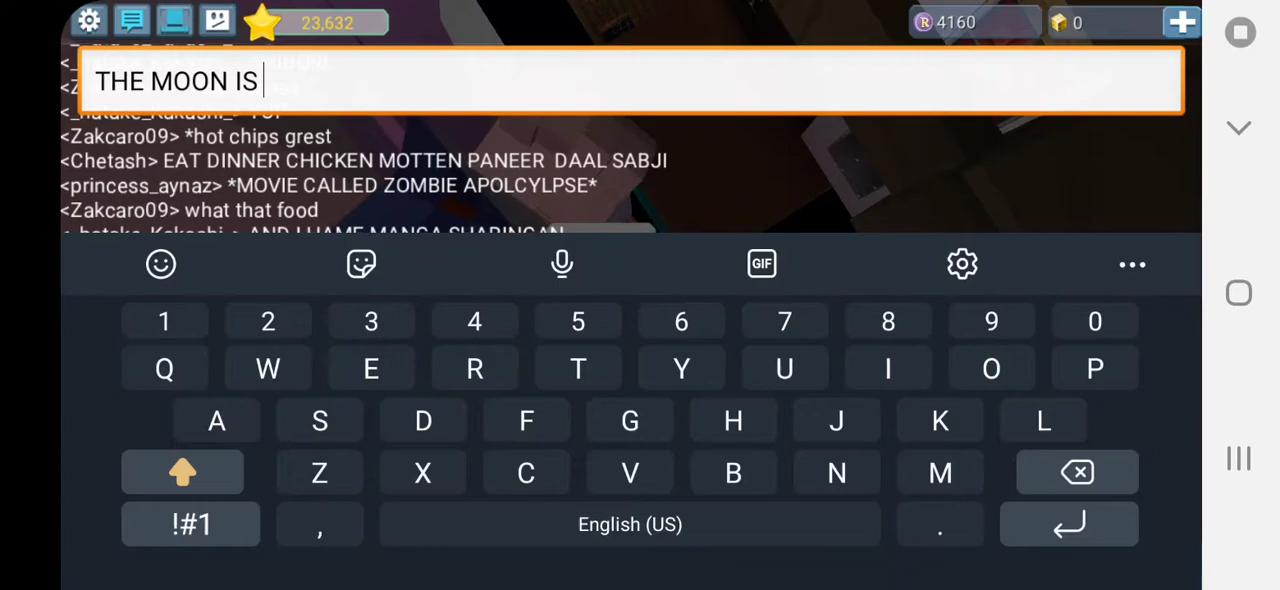 23,632
4160
0
THE MOON IS
<Zakcaro09> *hot chips grest
<Chetash> EAT DINNER CHICKEN MOTTEN PANEER DAAL SABJI
<princess_aynaz> *MOVIE CALLED ZOMBIE APOLCYLPSE*
<Zakcaro09> what that food
GIF
1 2 3 4 5 6 7 8 9 0
Q W E R T Y U I O P
A S D F G H J K L
Z X C V B N M
!#1 , English (US) .